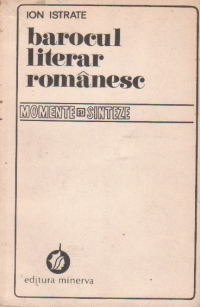 ION ISTRATE
barocul
literar
românesc
MOMENTE ȘI SINTEZE
editura minerva